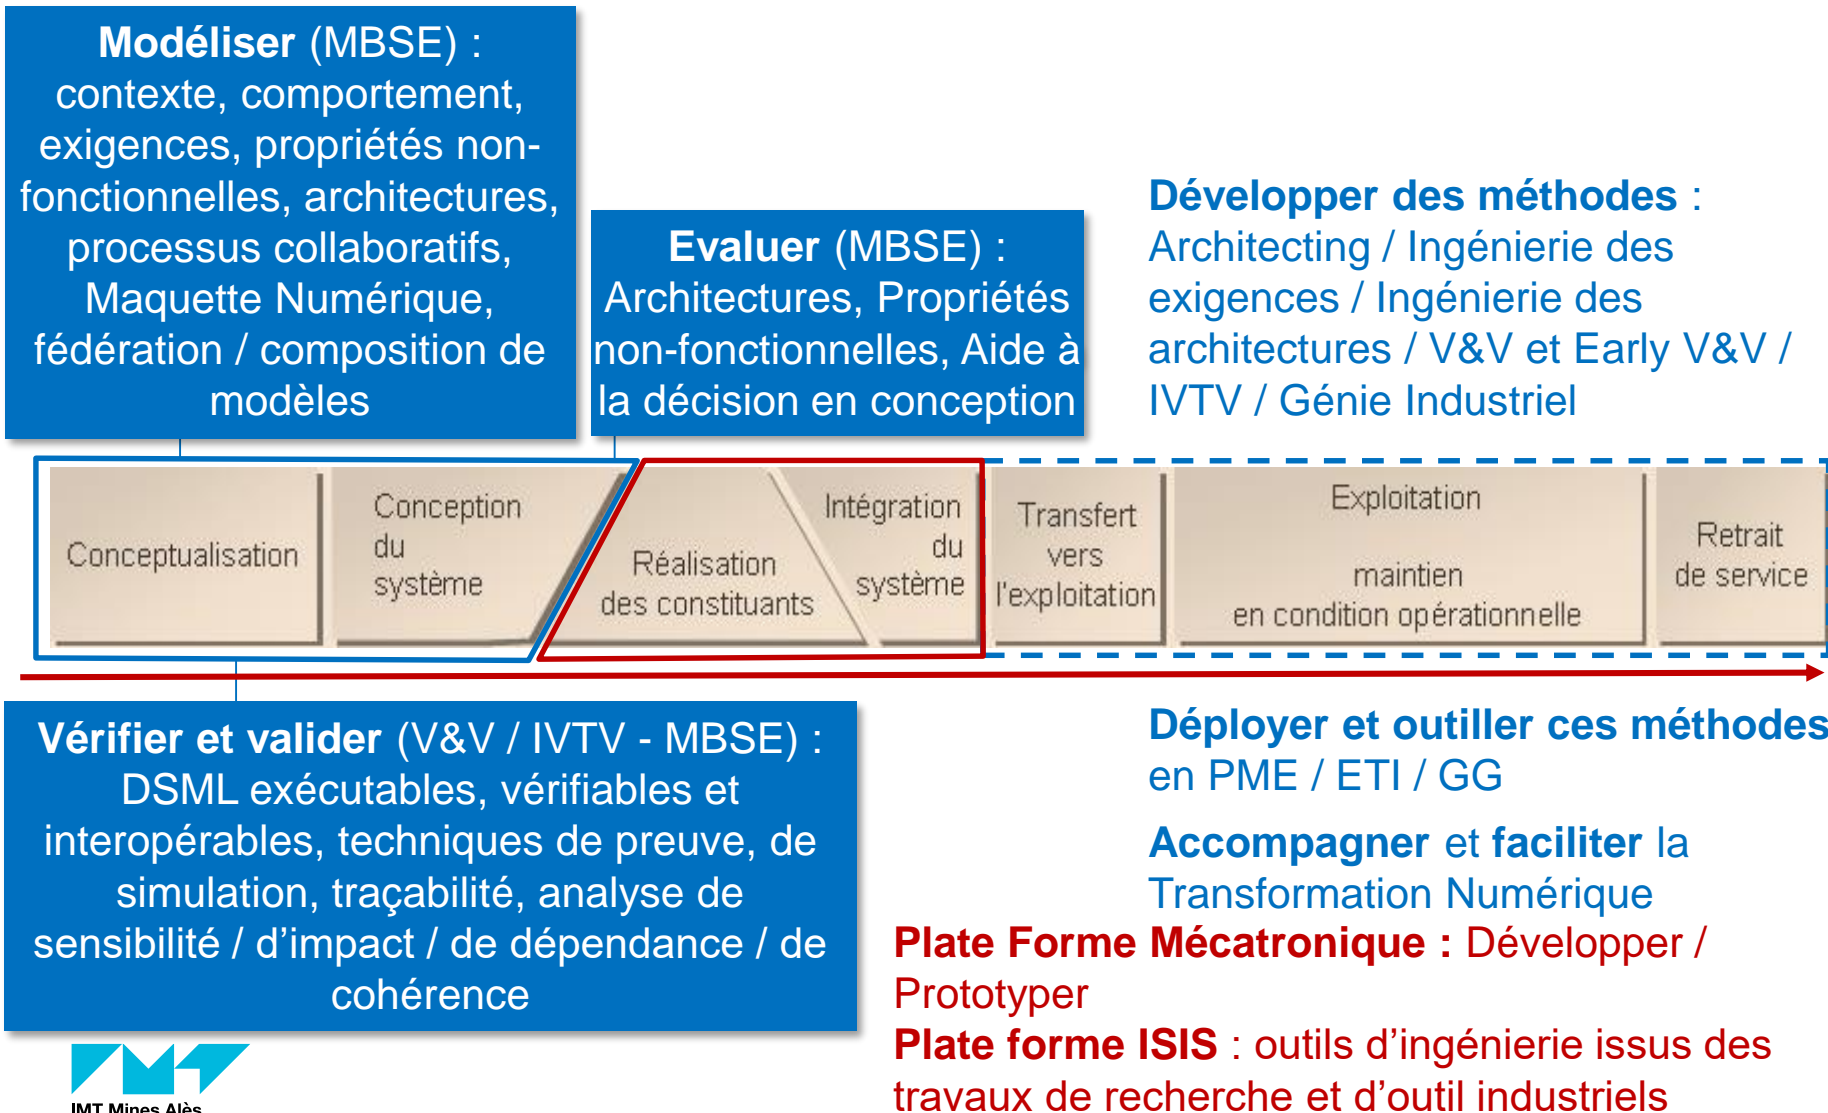 Modéliser (MBSE) :
contexte, comportement,
exigences, propriétés non-
fonctionnelles, architectures,
processus collaboratifs,
Maquette Numérique,
fédération / composition de
modèles
Evaluer (MBSE) :
Architectures, Propriétés
non-fonctionnelles, Aide à
la décision en conception
Développer des méthodes :
Architecting / Ingénierie des
exigences / Ingénierie des
architectures / V&V et Early V&V /
IVTV / Génie Industriel
Conceptualisation
Conception
du
système
Réalisation
des constituants
Intégration
du
système
Transfert
vers
l'exploitation
Exploitation
maintien
en condition opérationnelle
Retrait
de service
Vérifier et valider (V&V / IVTV - MBSE) :
DSML exécutables, vérifiables et
interopérables, techniques de preuve, de
simulation, traçabilité, analyse de
sensibilité / d’impact / de dépendance / de
cohérence
Déployer et outiller ces méthodes
en PME / ETI / GG
Accompagner et faciliter la
Transformation Numérique
Plate Forme Mécatronique : Développer /
Prototyper
Plate forme ISIS : outils d’ingénierie issus des
travaux de recherche et d’outil industriels
IMT Mines Alès